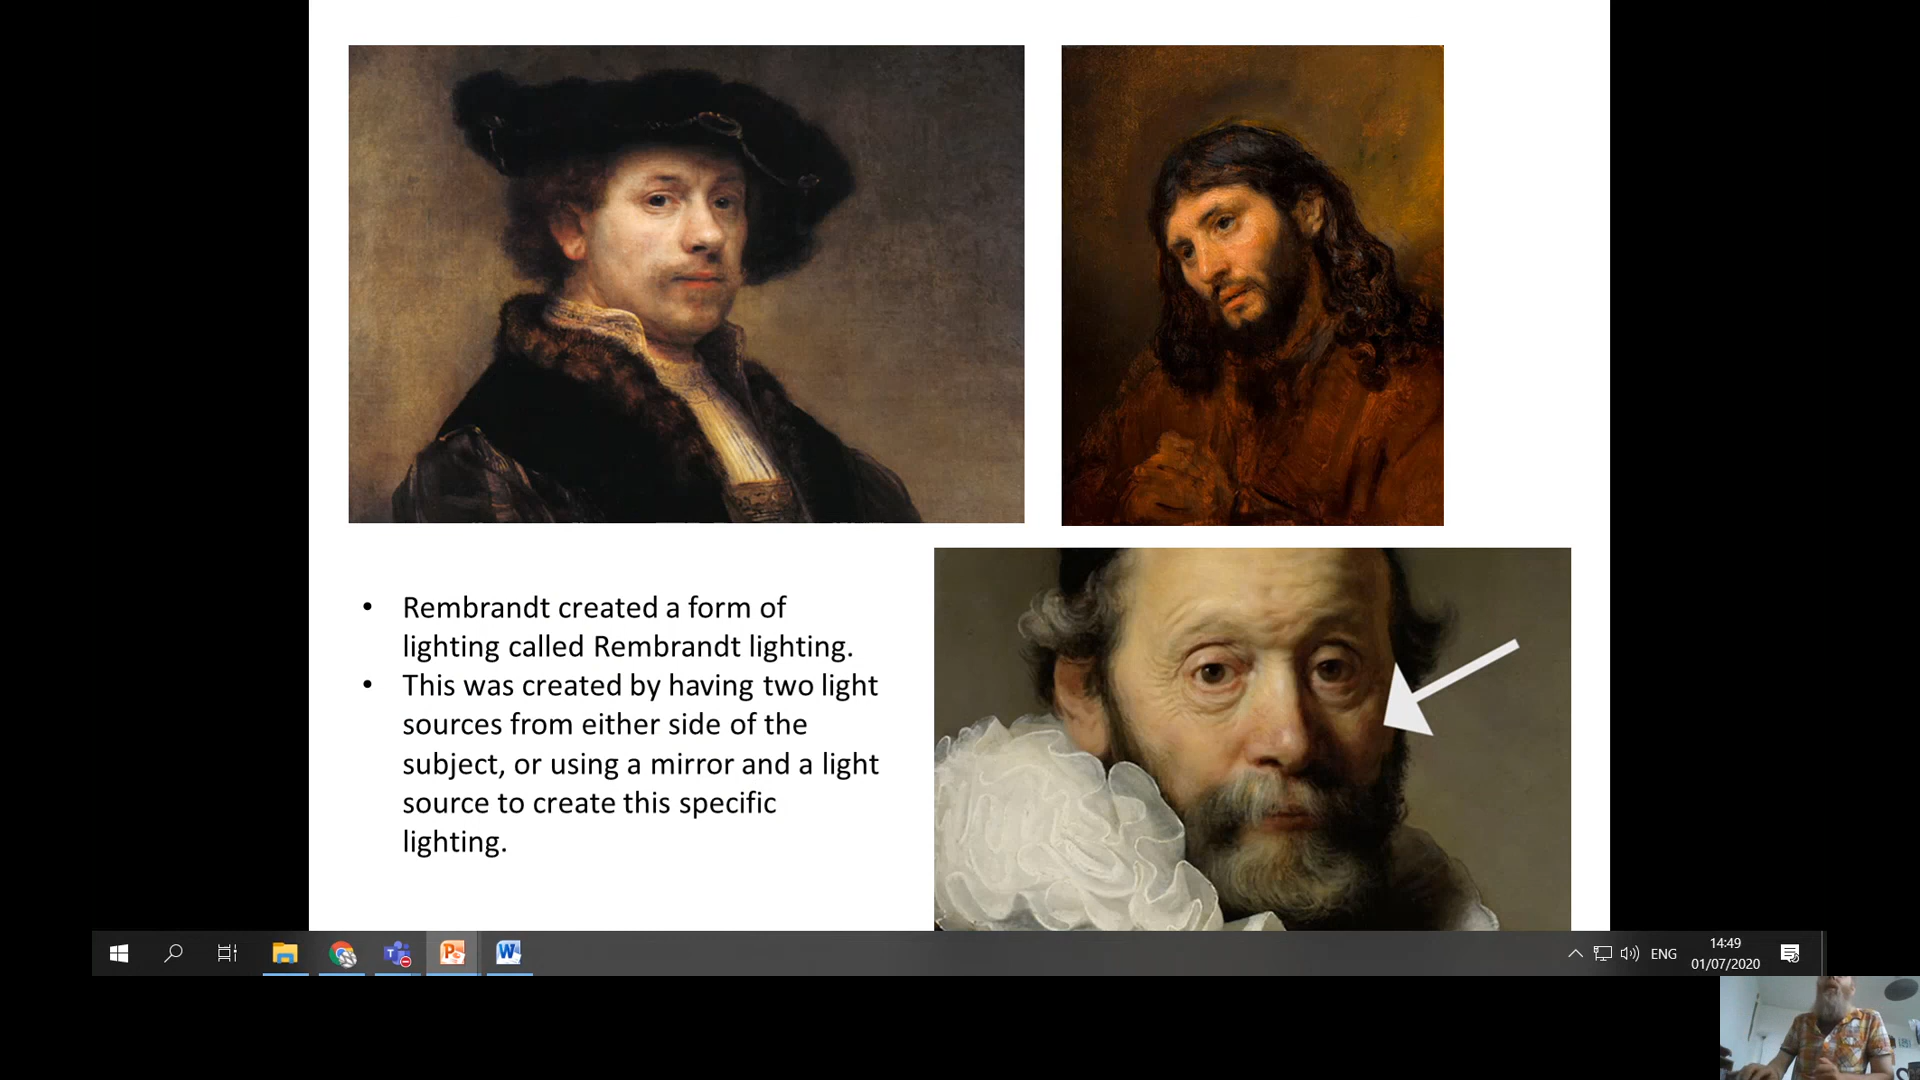 • Rembrandt created a form of
lighting called Rembrandt lighting.
• This was created by having two light
sources from either side of the
subject, or using a mirror and a light
source to create this specific
lighting.
ENG
14:49
01/07/2020